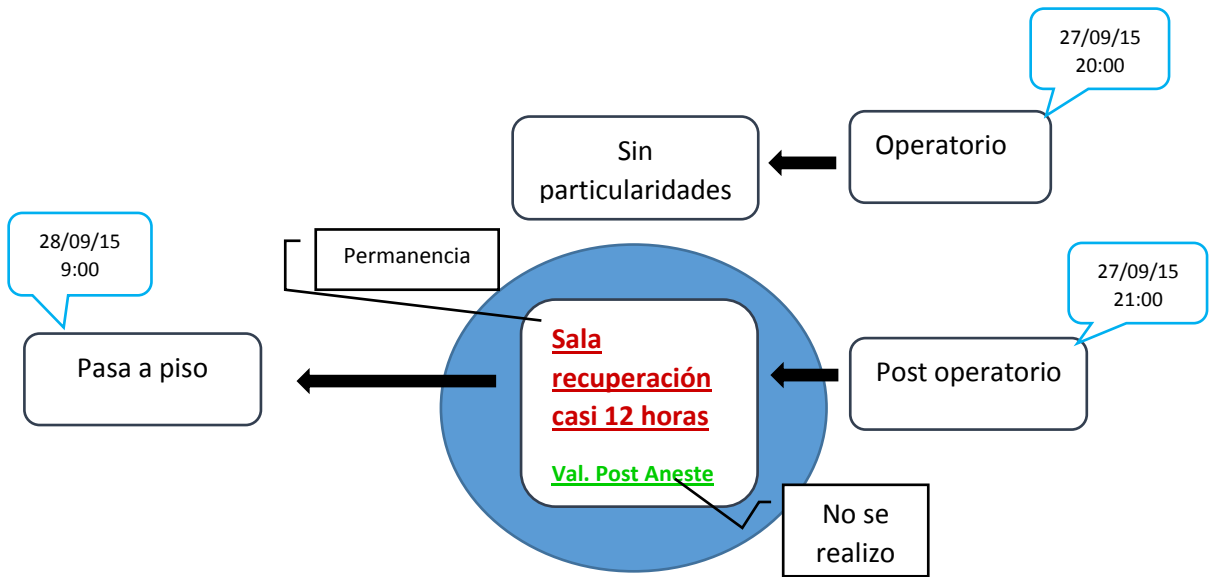 27/09/15
20:00
Operatorio
Sin
particularidades
28/09/15
9:00
Permanencia
27/09/15
21:00
Pasa a piso
Sala
recuperación
casi 12 horas
Val. Post Aneste
Post operatorio
No se
realizo